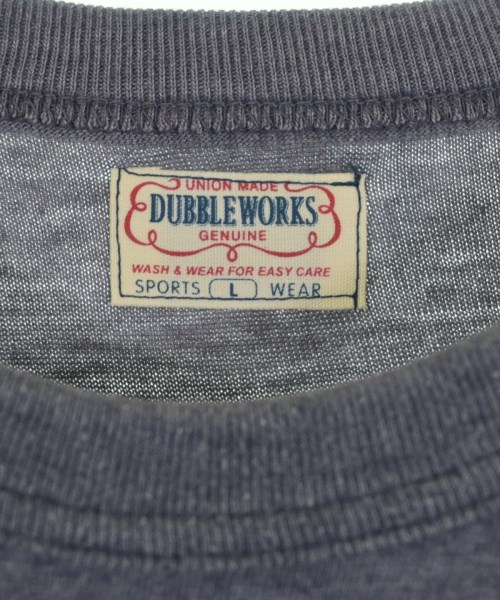 UNION MADE
DUBBLEWORKS
GENUINE
WASH & WEAR FOR EASY CARE
SPORTS L WEAR